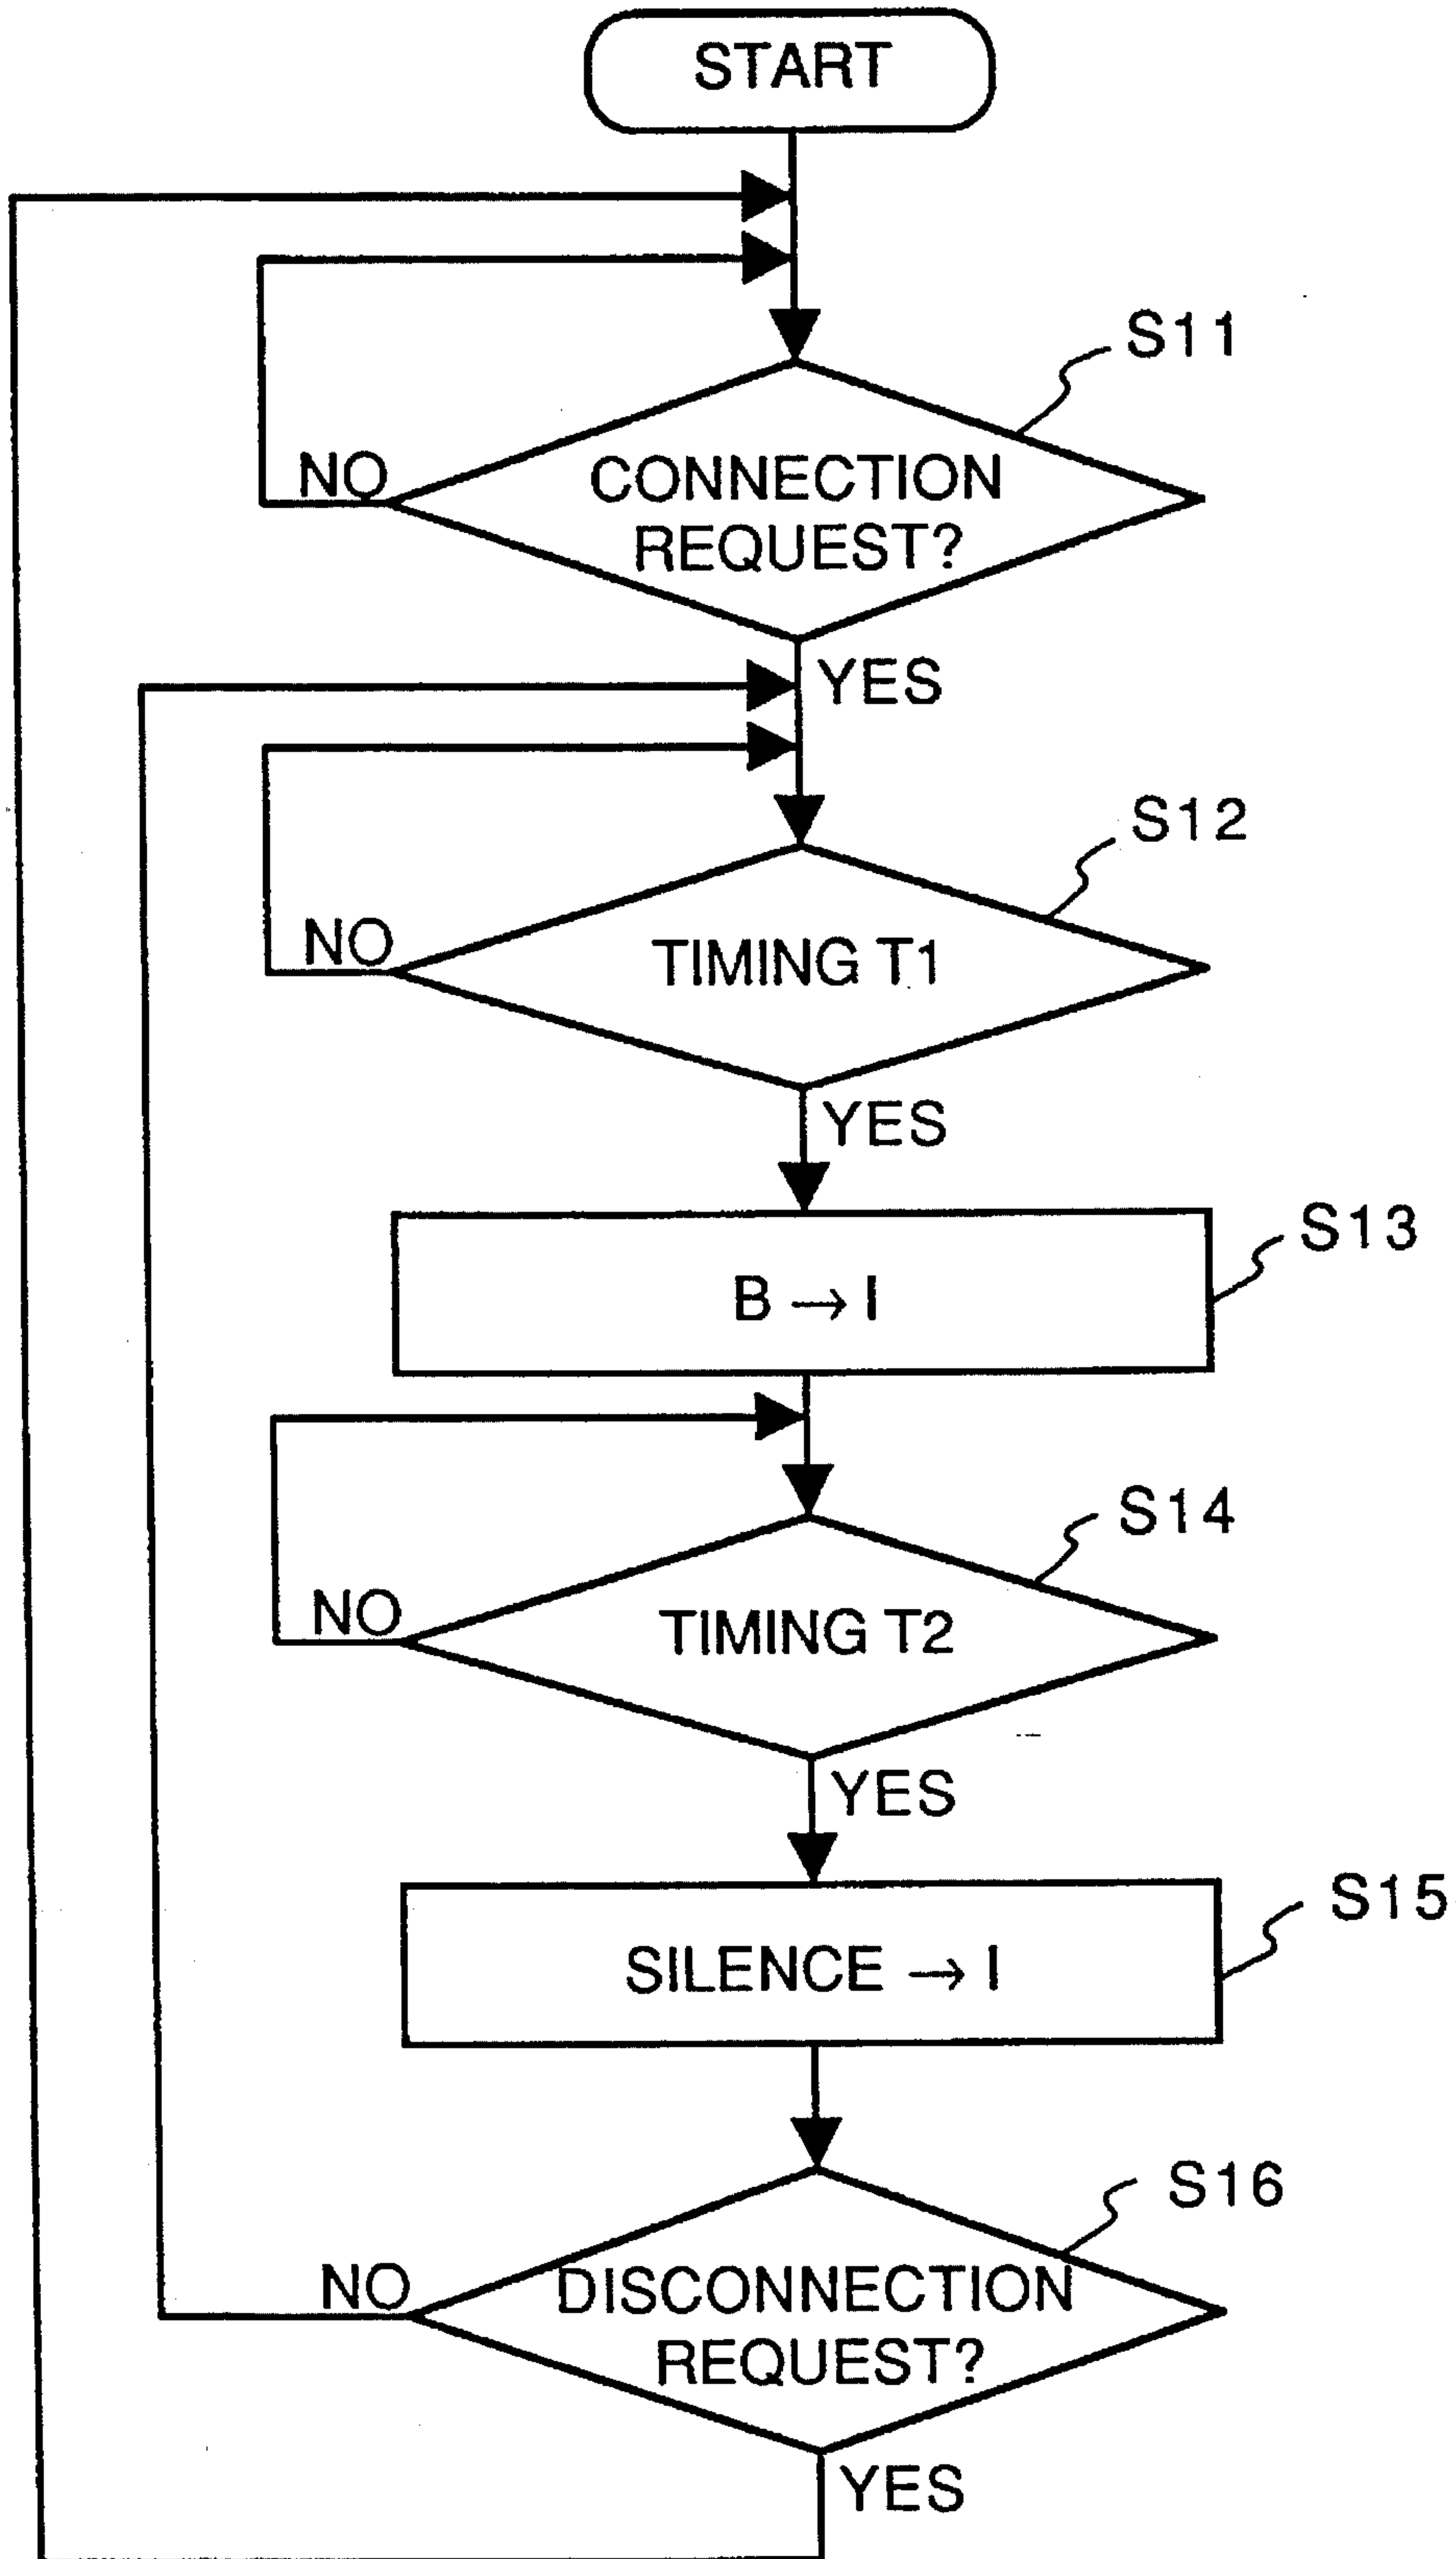 START
S11
NO
CONNECTION
REQUEST?
YES
S12
NO
TIMING T1
YES
S13
B → I
S14
NO
TIMING T2
YES
S15
SILENCE → I
S16
NO
DISCONNECTION
REQUEST?
YES